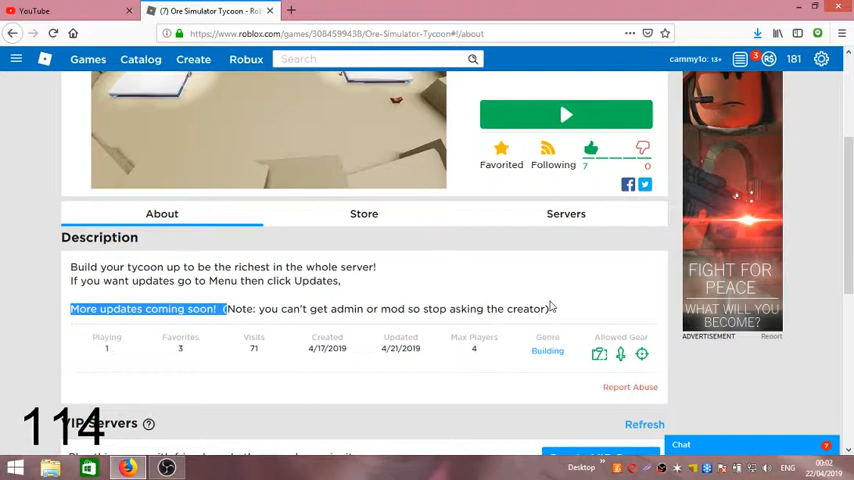 YouTube
(7) Ore Simulator Tycoon - Rob
https://www.roblox.com/games/3084599438/Ore-Simulator-Tycoon#!/about
Games Catalog Create Robux Search cammy1o: 13+ 3 R$ 181
Favorited Following 7 0
About Store Servers
Description
Build your tycoon up to be the richest in the whole server!
If you want updates go to Menu then click Updates,
More updates coming soon! (Note: you can't get admin or mod so stop asking the creator)
Playing Favorites Visits Created Updated Max Players Genre Allowed Gear
1 3 71 4/17/2019 4/21/2019 4 Building
Report Abuse
FIGHT FOR
PEACE
WHAT WILL YOU
BECOME?
ADVERTISEMENT Report
114
VIP Servers ? Refresh
Chat 7
Desktop ENG 00:02
22/04/2019